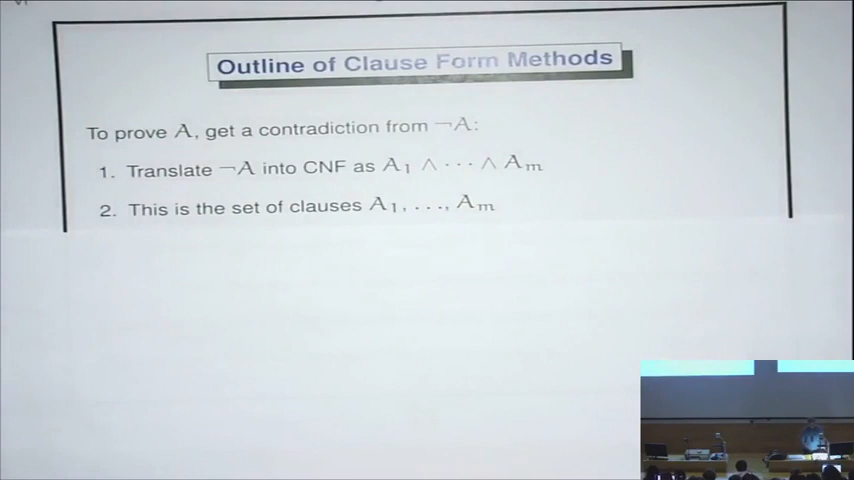 VI
Outline of Clause Form Methods
To prove A, get a contradiction from ¬A:
1. Translate ¬A into CNF as A₁ ∧ ··· ∧ Aₘ
2. This is the set of clauses A₁, ..., Aₘ